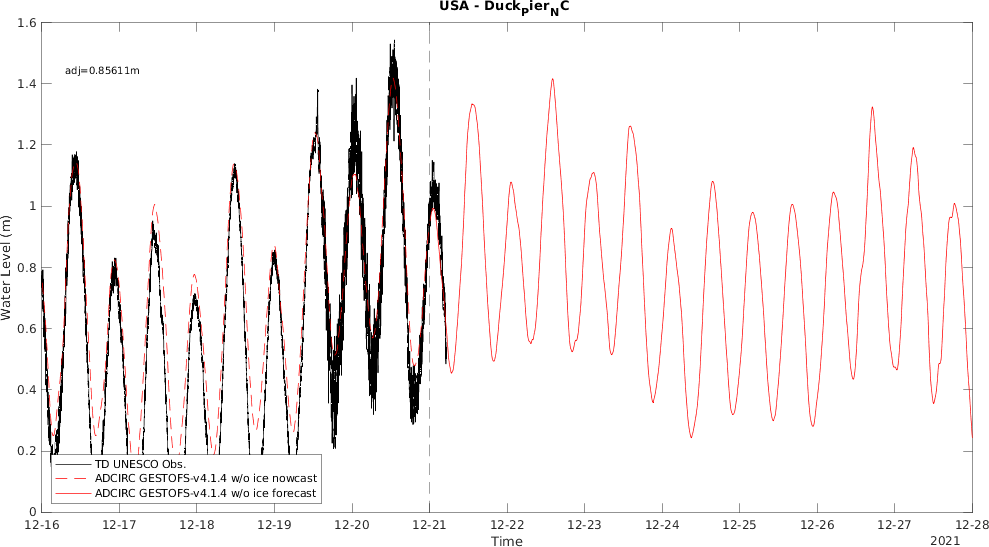 USA - DuckPierNC
1.6
1.4
1.2
1
0.8
0.6
0.4
0.2
0
Water Level (m)
adj=0.85611m
TD UNESCO Obs.
ADCIRC GESTOFS-v4.1.4 w/o ice nowcast
ADCIRC GESTOFS-v4.1.4 w/o ice forecast
12-16 12-17 12-18 12-19 12-20 12-21 12-22 12-23 12-24 12-25 12-26 12-27 12-28
Time
2021